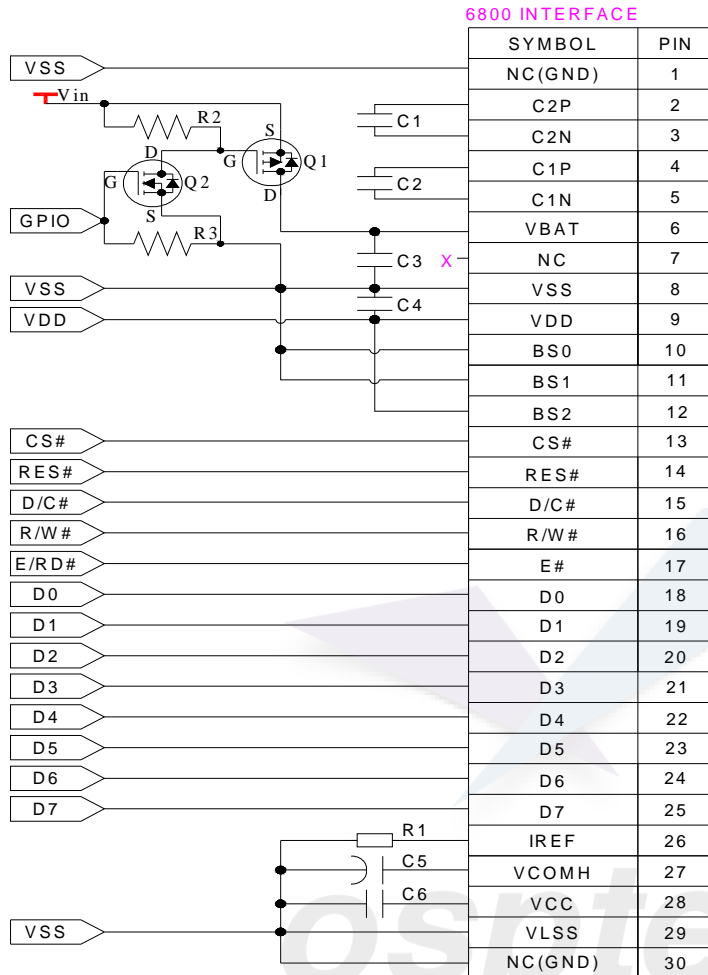 6800 INTERFACE
SYMBOL PIN
VSS NC(GND) 1
Vin
C2P 2
R2 C1
S C2N 3
D G Q1
C1P 4
G Q2 C2
D C1N 5
S
GPIO R3 VBAT 6
C3 X NC 7
VSS VSS 8
C4
VDD VDD 9
BS0 10
BS1 11
BS2 12
CS# CS# 13
RES# RES# 14
D/C# D/C# 15
R/W# R/W# 16
E/RD# E# 17
D0 D0 18
D1 D1 19
D2 D2 20
D3 D3 21
D4 D4 22
D5 D5 23
D6 D6 24
D7 D7 25
R1 IREF 26
C5 VCOMH 27
C6 VCC 28
VSS VLSS 29
NC(GND) 30